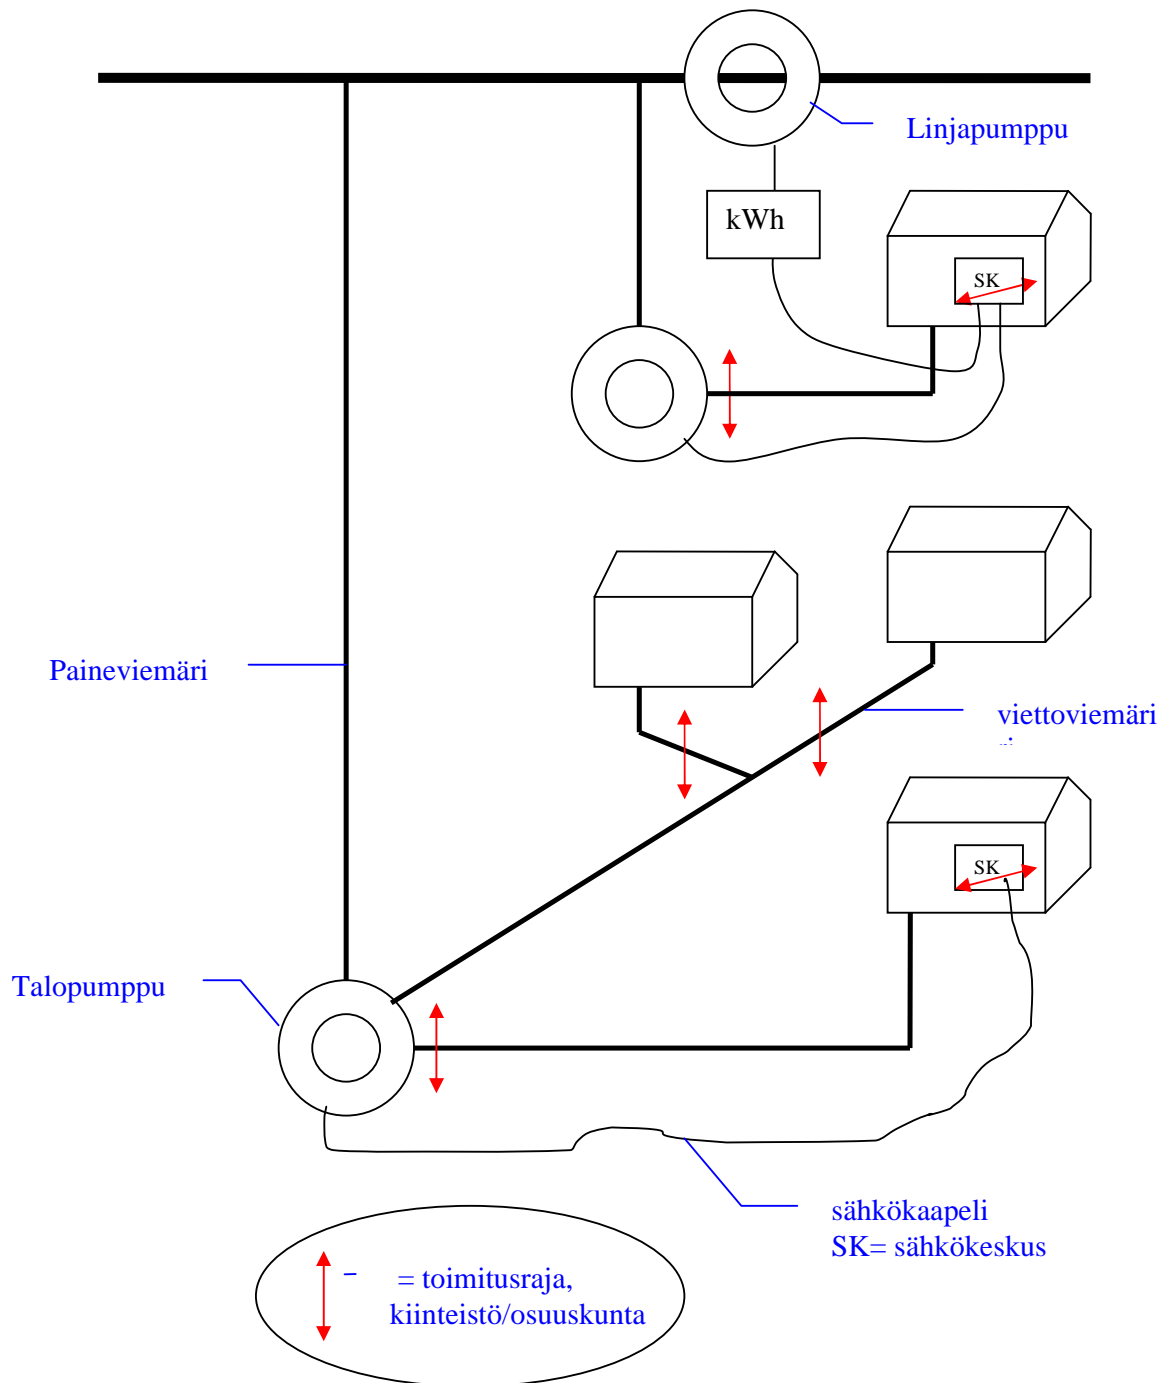 Linjapumppu
kWh
SK
Paineviemäri
viettoviemäri
SK
Talopumppu
sähkökaapeli
SK= sähkökeskus
= toimitusraja,
kiinteistö/osuuskunta